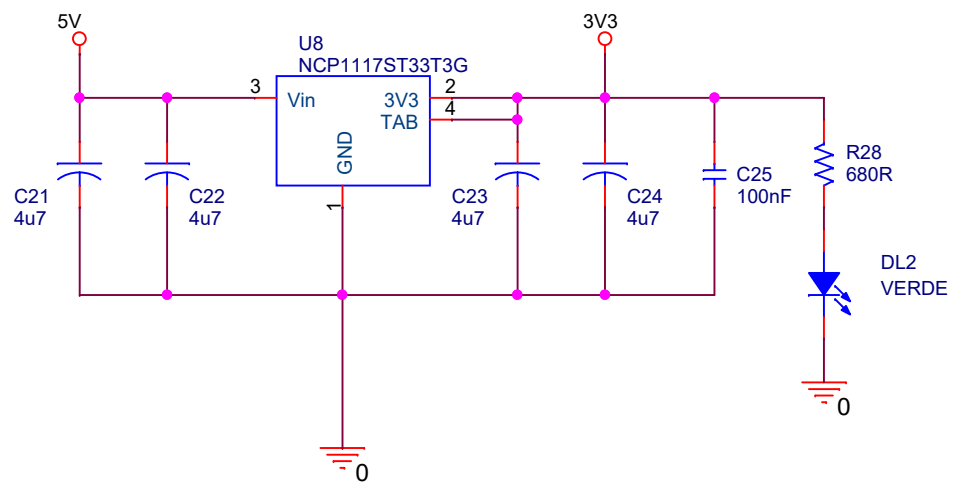 5V
3V3
U8
NCP1117ST33T3G
3
2
4
1
Vin
3V3
TAB
GND
C21
4u7
C22
4u7
C23
4u7
C24
4u7
C25
100nF
R28
680R
DL2
VERDE
0
0